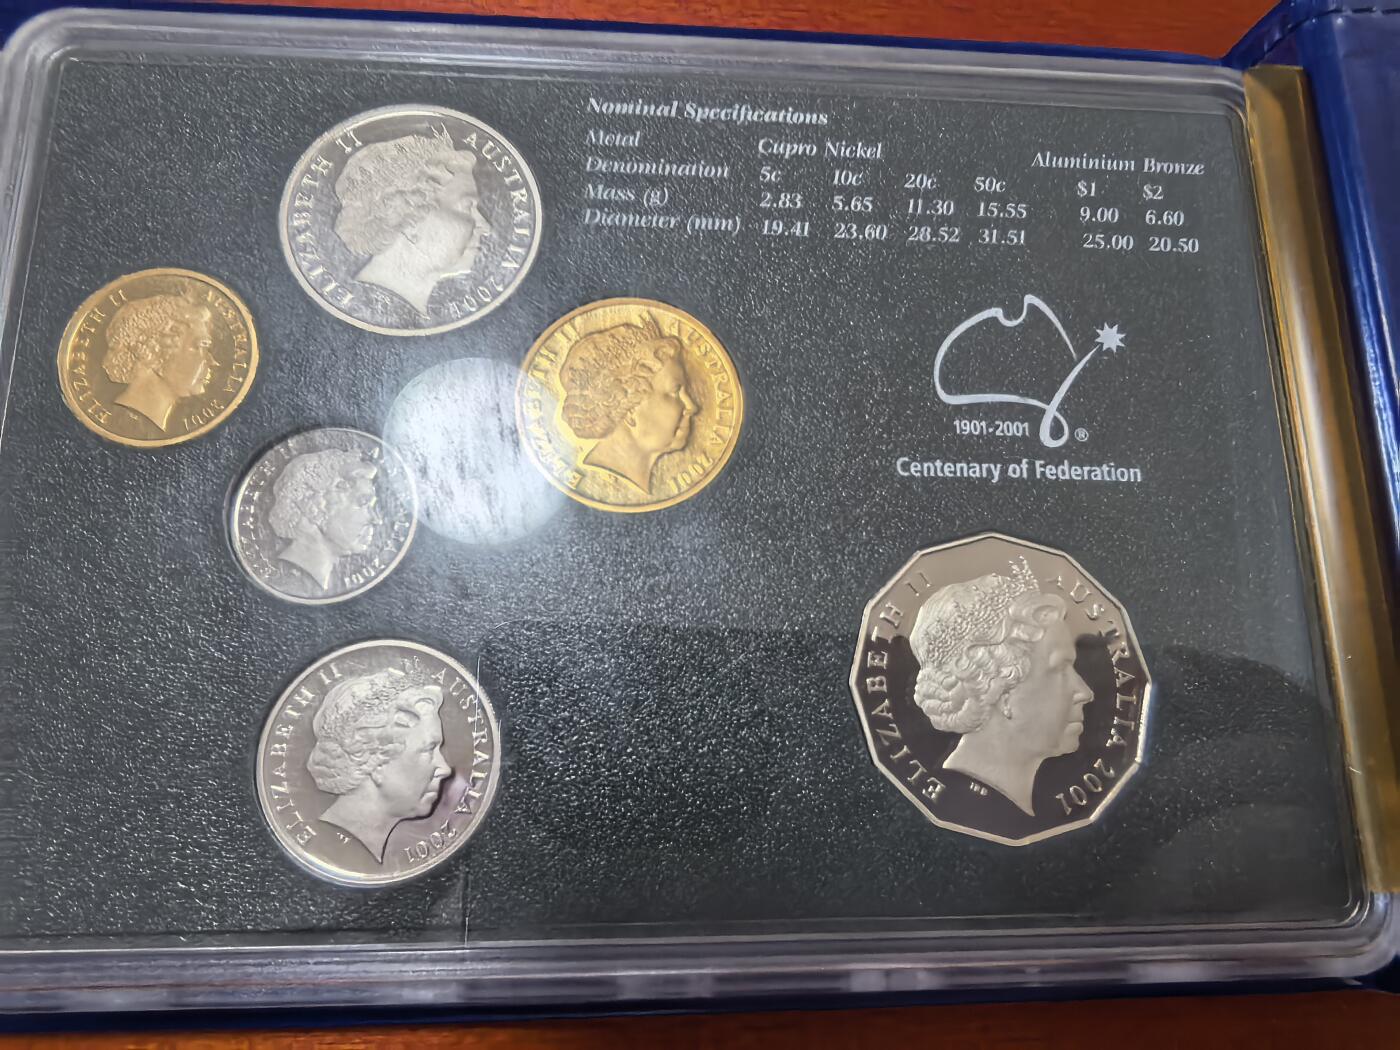 Nominal Specifications
Metal Cupro Nickel Aluminium Bronze
Denomination 5c 10c 20c 50c $1 $2
Mass (g) 2.83 5.65 11.30 15.55 9.00 6.60
Diameter (mm) 19.41 23.60 28.52 31.51 25.00 20.50
ELIZABETH II AUSTRALIA 2001
ELIZABETH II AUSTRALIA 2001
ELIZABETH II AUSTRALIA 2001
ELIZABETH II AUSTRALIA 2001
1901-2001 ®
Centenary of Federation
ELIZABETH II AUSTRALIA 2001
ELIZABETH II AUSTRALIA 2001